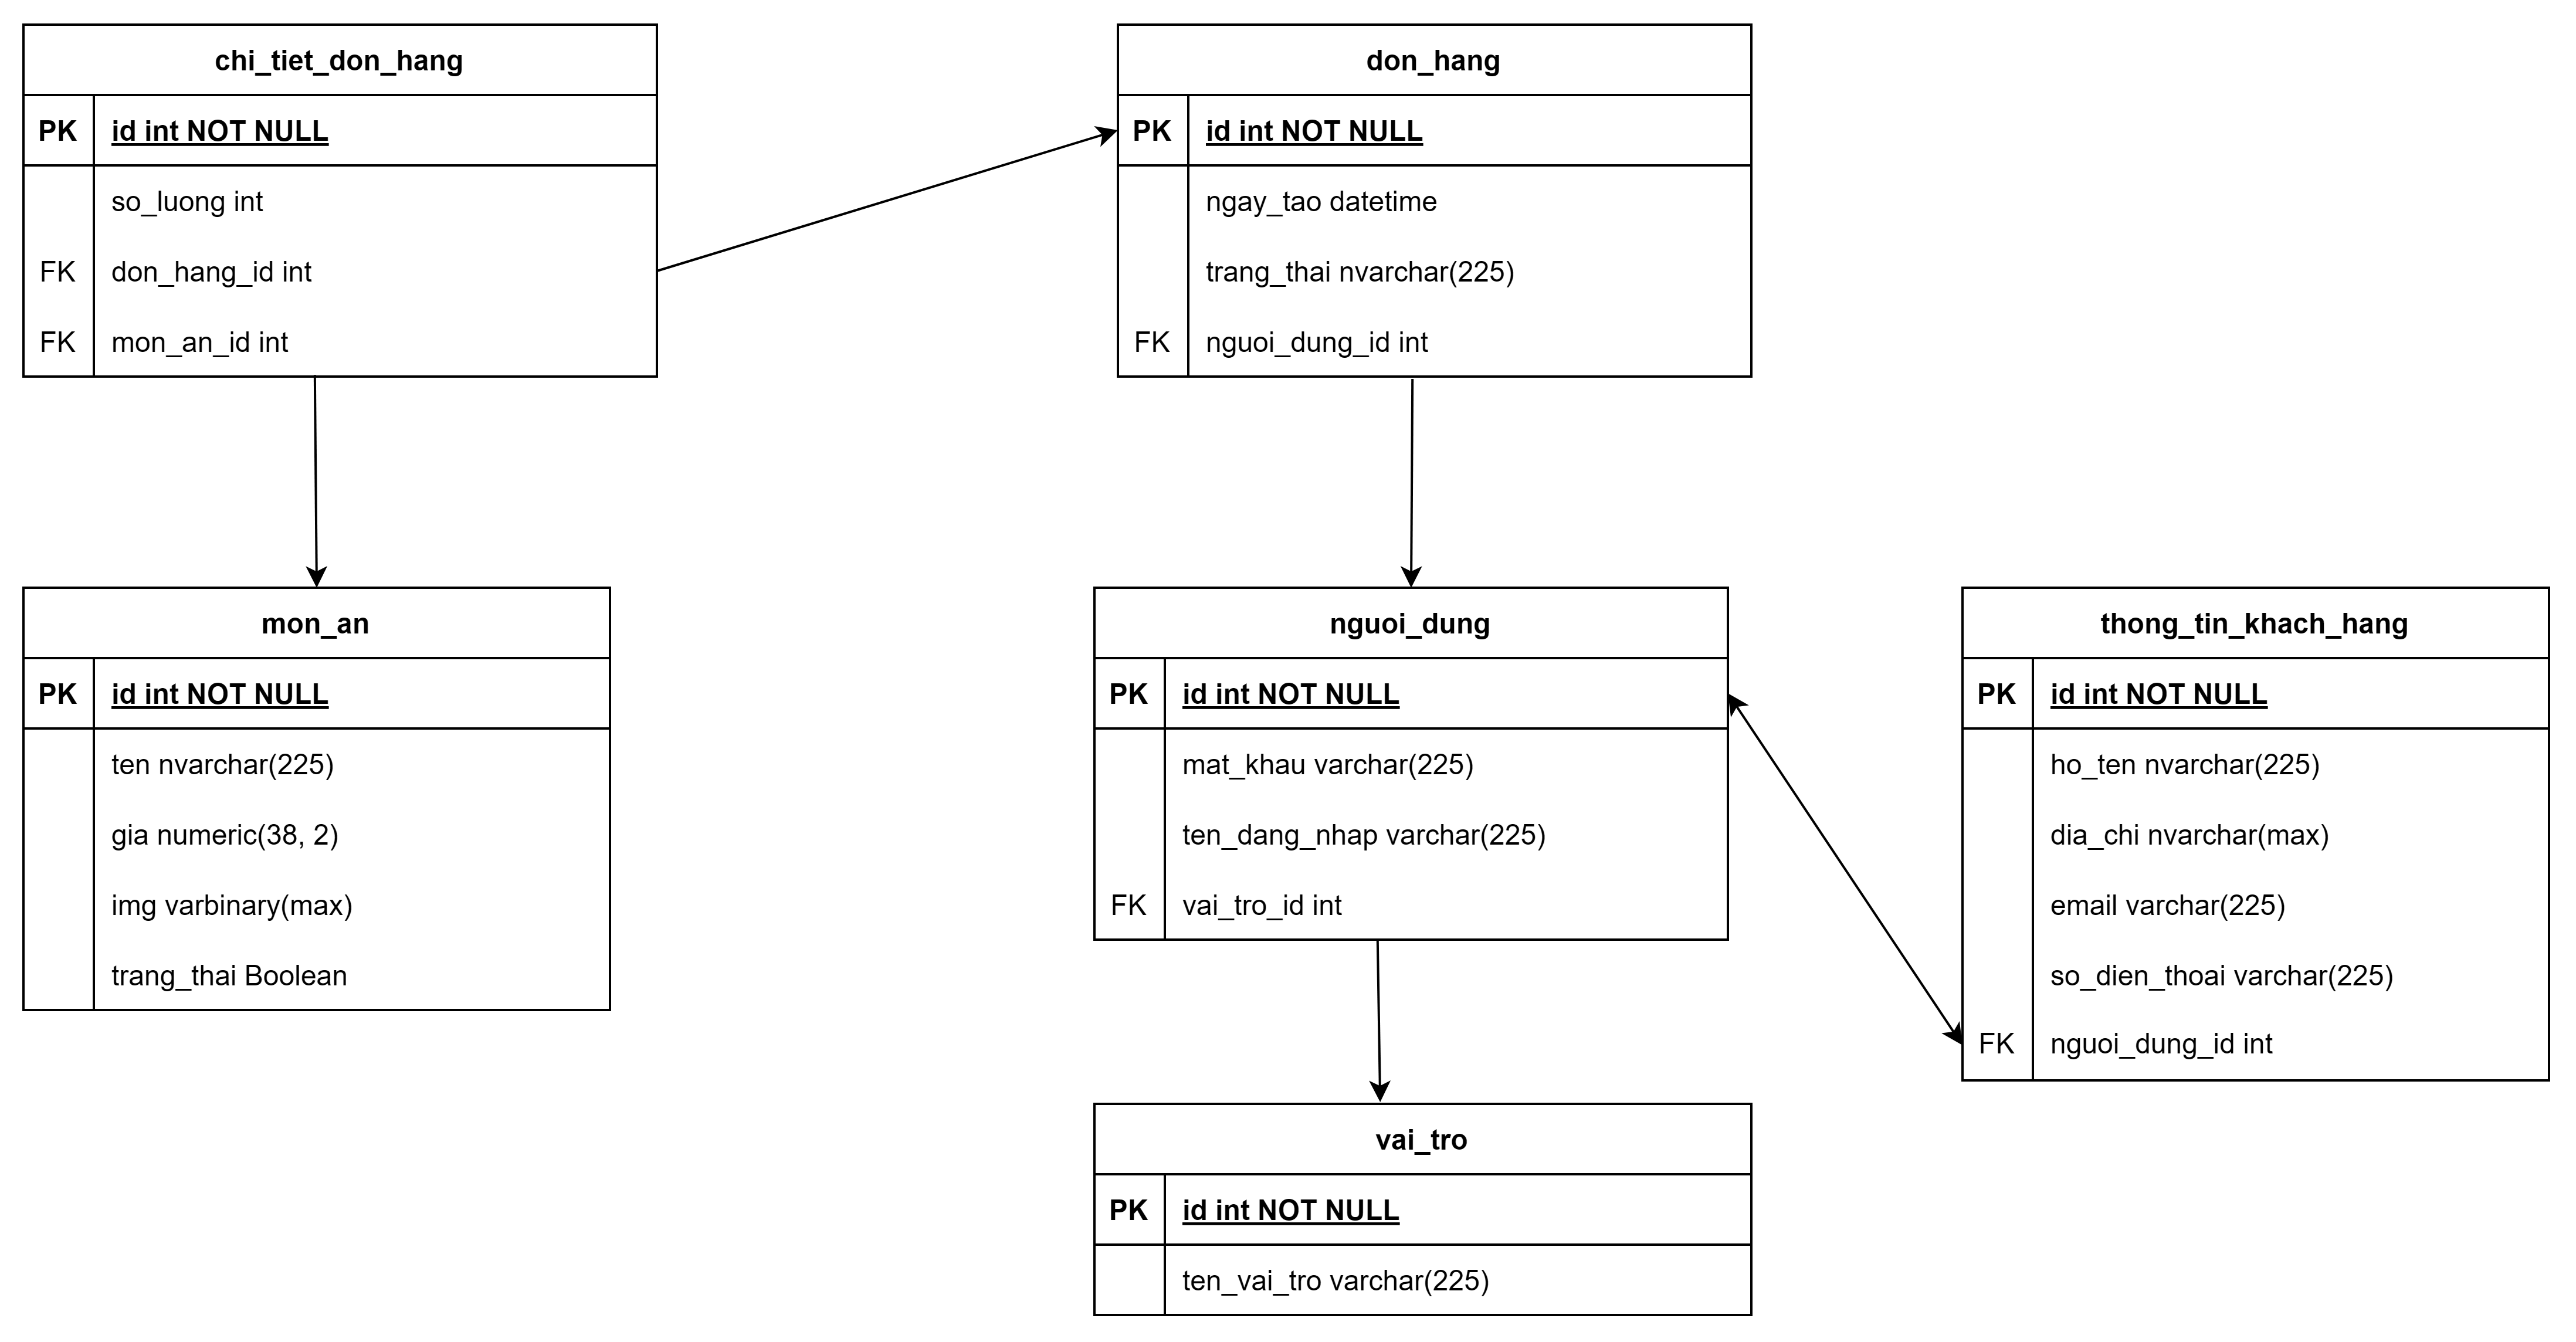 chi_tiet_don_hang
PK id int NOT NULL
so_luong int
FK don_hang_id int
FK mon_an_id int
don_hang
PK id int NOT NULL
ngay_tao datetime
trang_thai nvarchar(225)
FK nguoi_dung_id int
mon_an
PK id int NOT NULL
ten nvarchar(225)
gia numeric(38, 2)
img varbinary(max)
trang_thai Boolean
nguoi_dung
PK id int NOT NULL
mat_khau varchar(225)
ten_dang_nhap varchar(225)
FK vai_tro_id int
thong_tin_khach_hang
PK id int NOT NULL
ho_ten nvarchar(225)
dia_chi nvarchar(max)
email varchar(225)
so_dien_thoai varchar(225)
FK nguoi_dung_id int
vai_tro
PK id int NOT NULL
ten_vai_tro varchar(225)